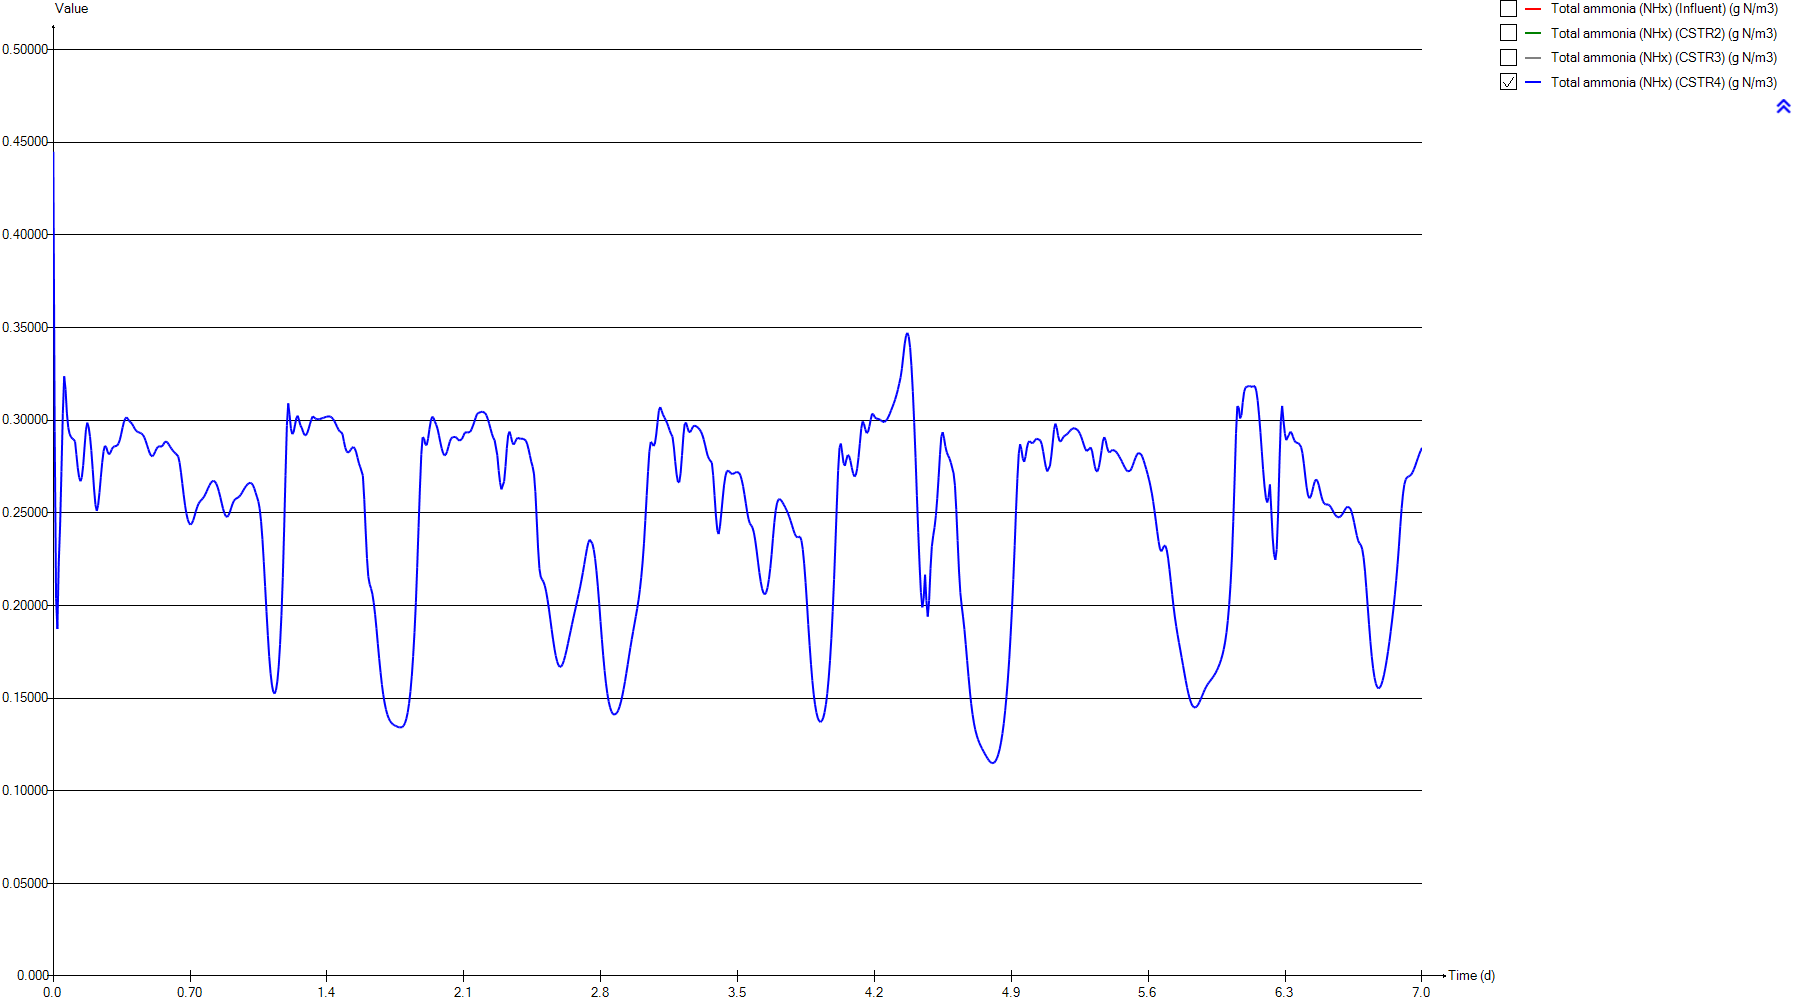 Value
Total ammonia (NHx) (Influent) (g N/m3)
Total ammonia (NHx) (CSTR2) (g N/m3)
Total ammonia (NHx) (CSTR3) (g N/m3)
Total ammonia (NHx) (CSTR4) (g N/m3)
0.50000
0.45000
0.40000
0.35000
0.30000
0.25000
0.20000
0.15000
0.10000
0.05000
0.000
Time (d)
0.0 0.70 1.4 2.1 2.8 3.5 4.2 4.9 5.6 6.3 7.0